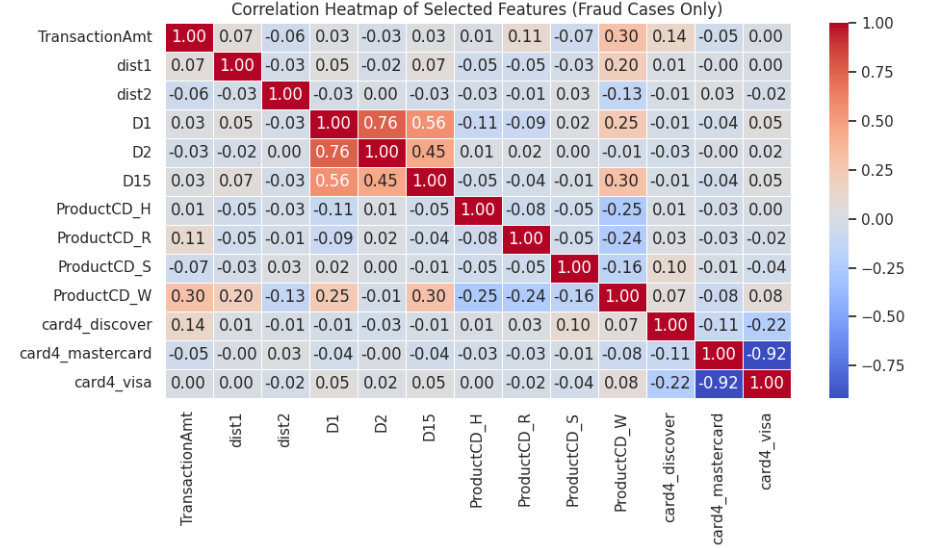 Correlation Heatmap of Selected Features (Fraud Cases Only)
TransactionAmt 1.00 0.07 -0.06 0.03 -0.03 0.03 0.01 0.11 -0.07 0.30 0.14 -0.05 0.00
dist1 0.07 1.00 -0.03 0.05 -0.02 0.07 -0.05 -0.05 -0.03 0.20 0.01 -0.00 0.00
dist2 -0.06 -0.03 1.00 -0.03 0.00 -0.03 -0.03 -0.01 0.03 -0.13 -0.01 0.03 -0.02
D1 0.03 0.05 -0.03 1.00 0.76 0.56 -0.11 -0.09 0.02 0.25 -0.01 -0.04 0.05
D2 -0.03 -0.02 0.00 0.76 1.00 0.45 0.01 0.02 0.00 -0.01 -0.03 -0.00 0.02
D15 0.03 0.07 -0.03 0.56 0.45 1.00 -0.05 -0.04 -0.01 0.30 -0.01 -0.04 0.05
ProductCD_H 0.01 -0.05 -0.03 -0.11 0.01 -0.05 1.00 -0.08 -0.05 -0.25 0.01 -0.03 0.00
ProductCD_R 0.11 -0.05 -0.01 -0.09 0.02 -0.04 -0.08 1.00 -0.05 -0.24 0.03 -0.03 -0.02
ProductCD_S -0.07 -0.03 0.03 0.02 0.00 -0.01 -0.05 -0.05 1.00 -0.16 0.10 -0.01 -0.04
ProductCD_W 0.30 0.20 -0.13 0.25 -0.01 0.30 -0.25 -0.24 -0.16 1.00 0.07 -0.08 0.08
card4_discover 0.14 0.01 -0.01 -0.01 -0.03 -0.01 0.01 0.03 0.10 0.07 1.00 -0.11 -0.22
card4_mastercard -0.05 -0.00 0.03 -0.04 -0.00 -0.04 -0.03 -0.03 -0.01 -0.08 -0.11 1.00 -0.92
card4_visa 0.00 0.00 -0.02 0.05 0.02 0.05 0.00 -0.02 -0.04 0.08 -0.22 -0.92 1.00
TransactionAmt
dist1
dist2
D1
D2
D15
ProductCD_H
ProductCD_R
ProductCD_S
ProductCD_W
card4_discover
card4_mastercard
card4_visa
1.00
0.75
0.50
0.25
0.00
−0.25
−0.50
−0.75